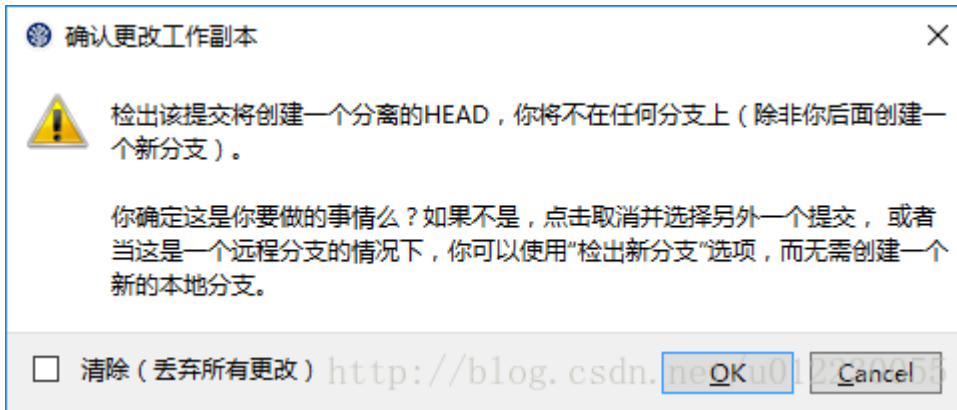 确认更改工作副本
检出该提交将创建一个分离的HEAD，你将不在任何分支上（除非你后面创建一
个新分支）。
你确定这是你要做的事情么？如果不是，点击取消并选择另外一个提交， 或者
当这是一个远程分支的情况下，你可以使用“检出新分支”选项，而无需创建一个
新的本地分支。
清除（丢弃所有更改） http://blog.csdn.net/ OK Cancel